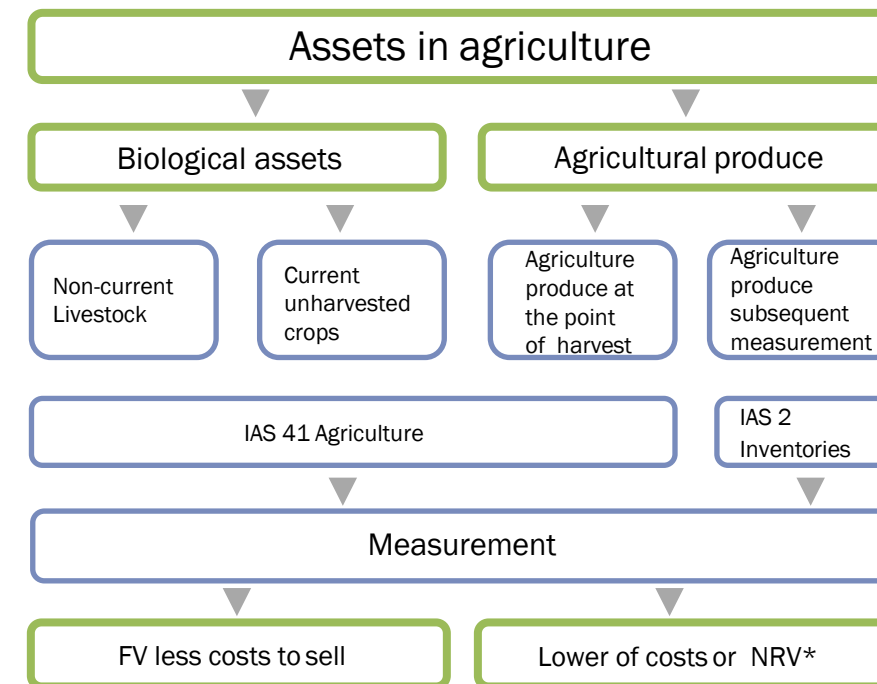 Assets in agriculture
Biological assets
Agricultural produce
Non-current
Livestock
Current
unharvested
crops
Agriculture
produce at
the point
of harvest
Agriculture
produce
subsequent
measurement
IAS 41 Agriculture
IAS 2
Inventories
Measurement
FV less costs to sell
Lower of costs or NRV*